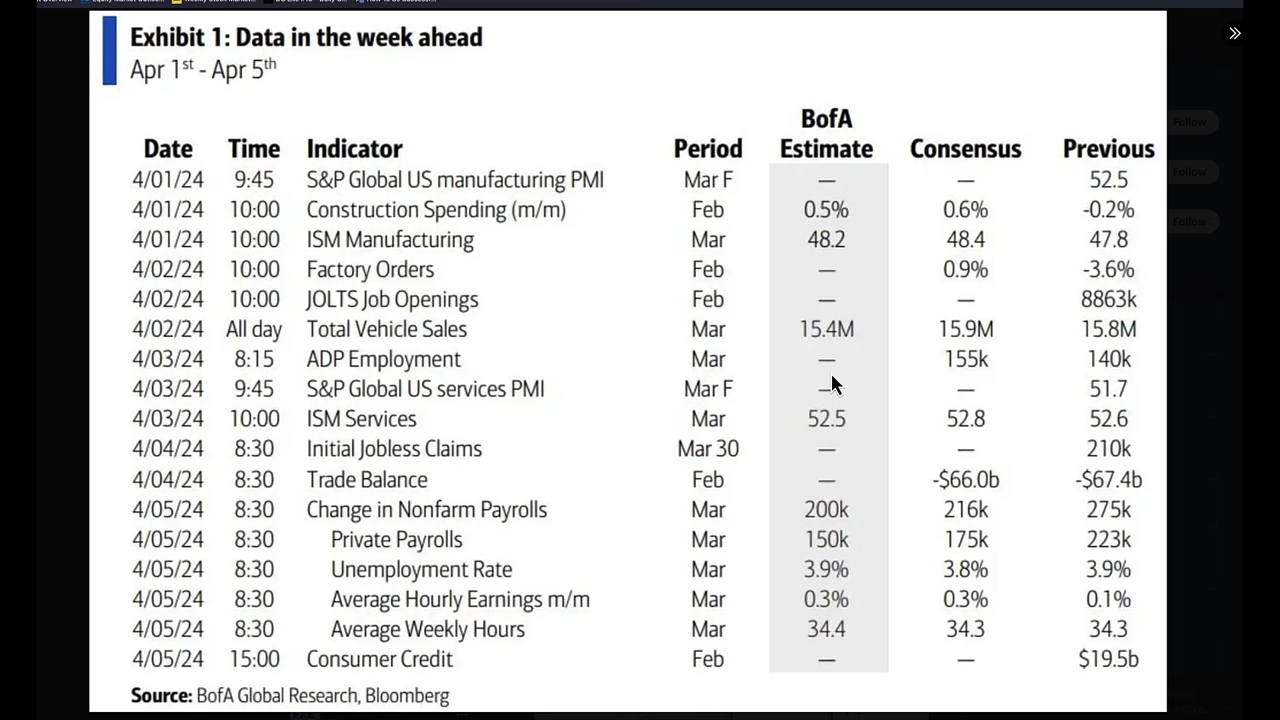 Exhibit 1: Data in the week ahead
Apr 1st - Apr 5th
BofA
Date Time Indicator Period Estimate Consensus Previous
4/01/24 9:45 S&P Global US manufacturing PMI Mar F — — 52.5
4/01/24 10:00 Construction Spending (m/m) Feb 0.5% 0.6% -0.2%
4/01/24 10:00 ISM Manufacturing Mar 48.2 48.4 47.8
4/02/24 10:00 Factory Orders Feb — 0.9% -3.6%
4/02/24 10:00 JOLTS Job Openings Feb — — 8863k
4/02/24 All day Total Vehicle Sales Mar 15.4M 15.9M 15.8M
4/03/24 8:15 ADP Employment Mar — 155k 140k
4/03/24 9:45 S&P Global US services PMI Mar F — — 51.7
4/03/24 10:00 ISM Services Mar 52.5 52.8 52.6
4/04/24 8:30 Initial Jobless Claims Mar 30 — — 210k
4/04/24 8:30 Trade Balance Feb — -$66.0b -$67.4b
4/05/24 8:30 Change in Nonfarm Payrolls Mar 200k 216k 275k
4/05/24 8:30 Private Payrolls Mar 150k 175k 223k
4/05/24 8:30 Unemployment Rate Mar 3.9% 3.8% 3.9%
4/05/24 8:30 Average Hourly Earnings m/m Mar 0.3% 0.3% 0.1%
4/05/24 8:30 Average Weekly Hours Mar 34.4 34.3 34.3
4/05/24 15:00 Consumer Credit Feb — — $19.5b
Source: BofA Global Research, Bloomberg
Follow
Follow
Follow